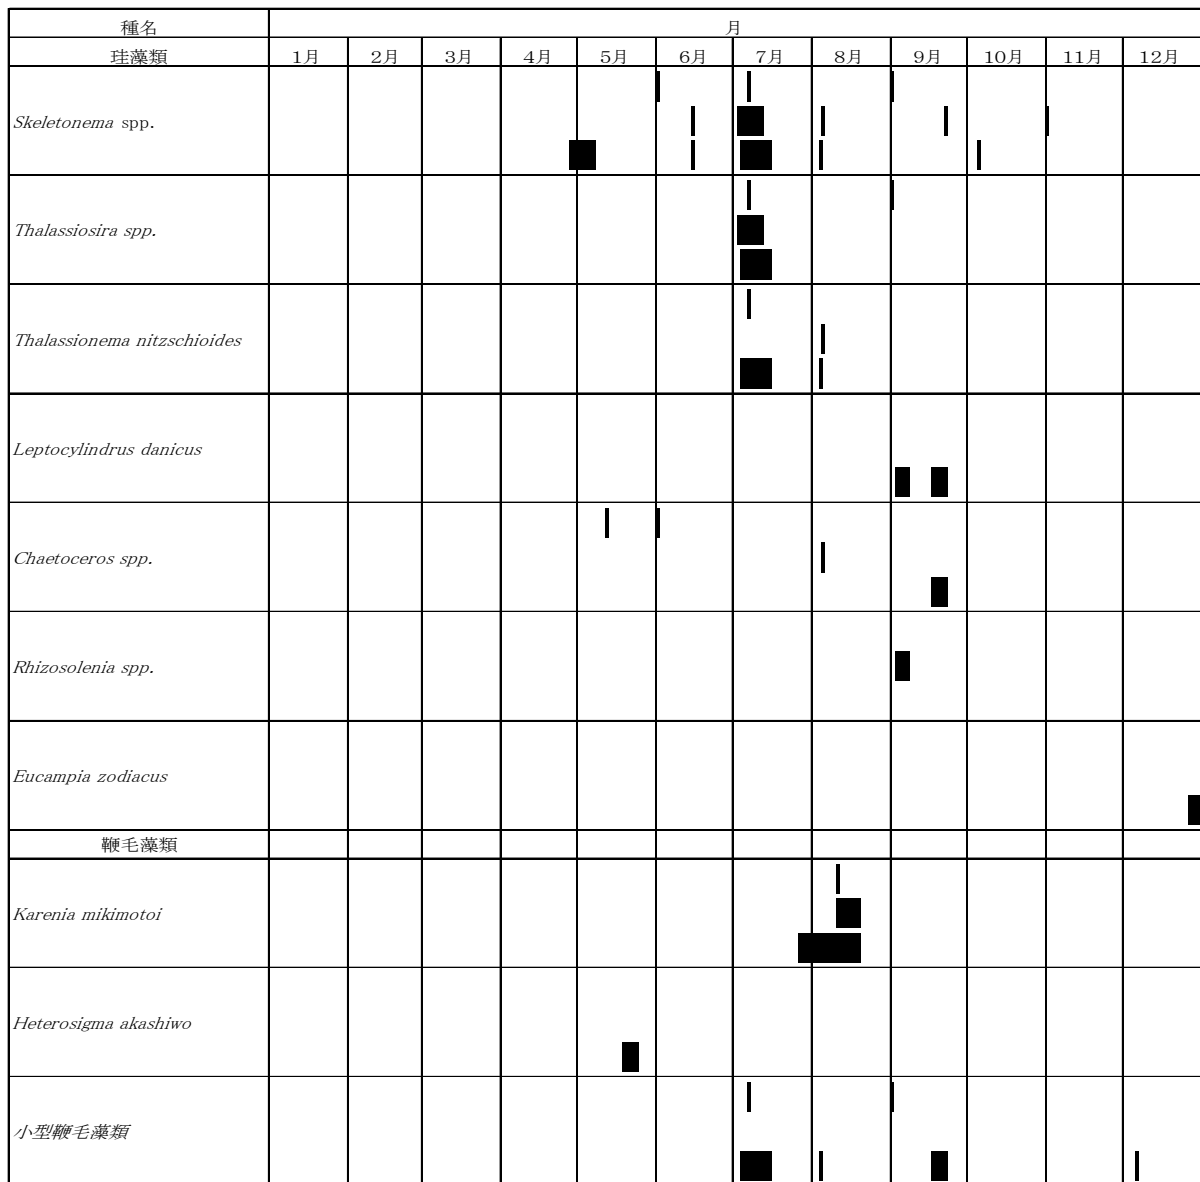 種名 月
珪藻類 1月 2月 3月 4月 5月 6月 7月 8月 9月 10月 11月 12月
Skeletonema spp.
Thalassiosira spp.
Thalassionema nitzschioides
Leptocylindrus danicus
Chaetoceros spp.
Rhizosolenia spp.
Eucampia zodiacus
鞭毛藻類
Karenia mikimotoi
Heterosigma akashiwo
小型鞭毛藻類